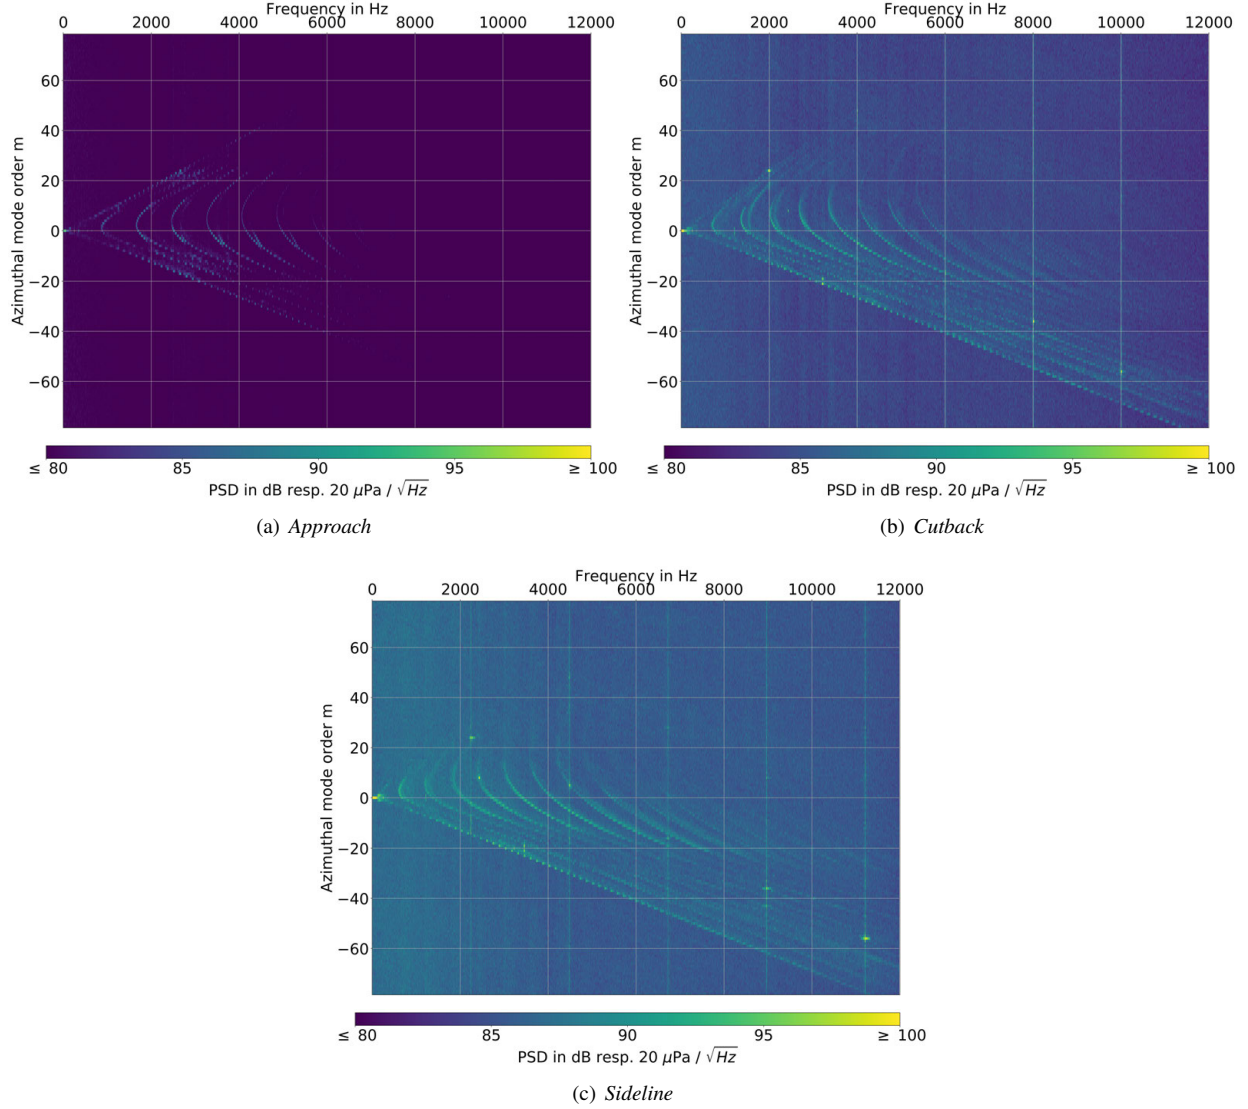 Frequency in Hz
0 2000 4000 6000 8000 10000 12000
Azimuthal mode order m
60
40
20
0
−20
−40
−60
≤ 80 85 90 95 ≥ 100
PSD in dB resp. 20 μPa / √Hz
(a) Approach
Frequency in Hz
0 2000 4000 6000 8000 10000 12000
Azimuthal mode order m
60
40
20
0
−20
−40
−60
≤ 80 85 90 95 ≥ 100
PSD in dB resp. 20 μPa / √Hz
(b) Cutback
Frequency in Hz
0 2000 4000 6000 8000 10000 12000
Azimuthal mode order m
60
40
20
0
−20
−40
−60
≤ 80 85 90 95 ≥ 100
PSD in dB resp. 20 μPa / √Hz
(c) Sideline